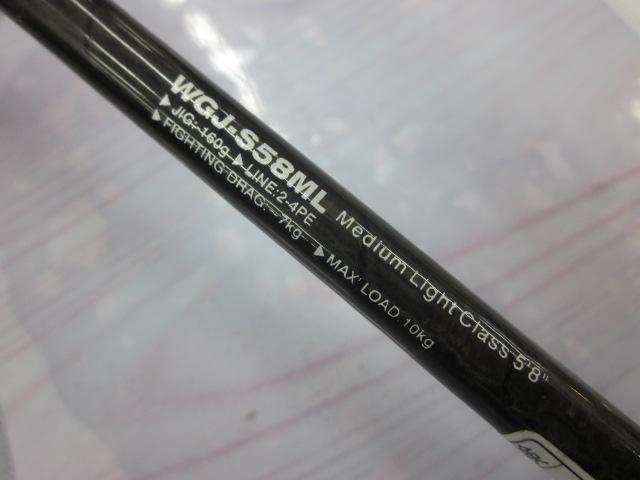 WGJ-S58ML Medium Light Class 5'8"
▶JIG:~160g ▶LINE:2-4PE
▶FIGHTING DRAG:~7kg ▶MAX' LOAD:10kg